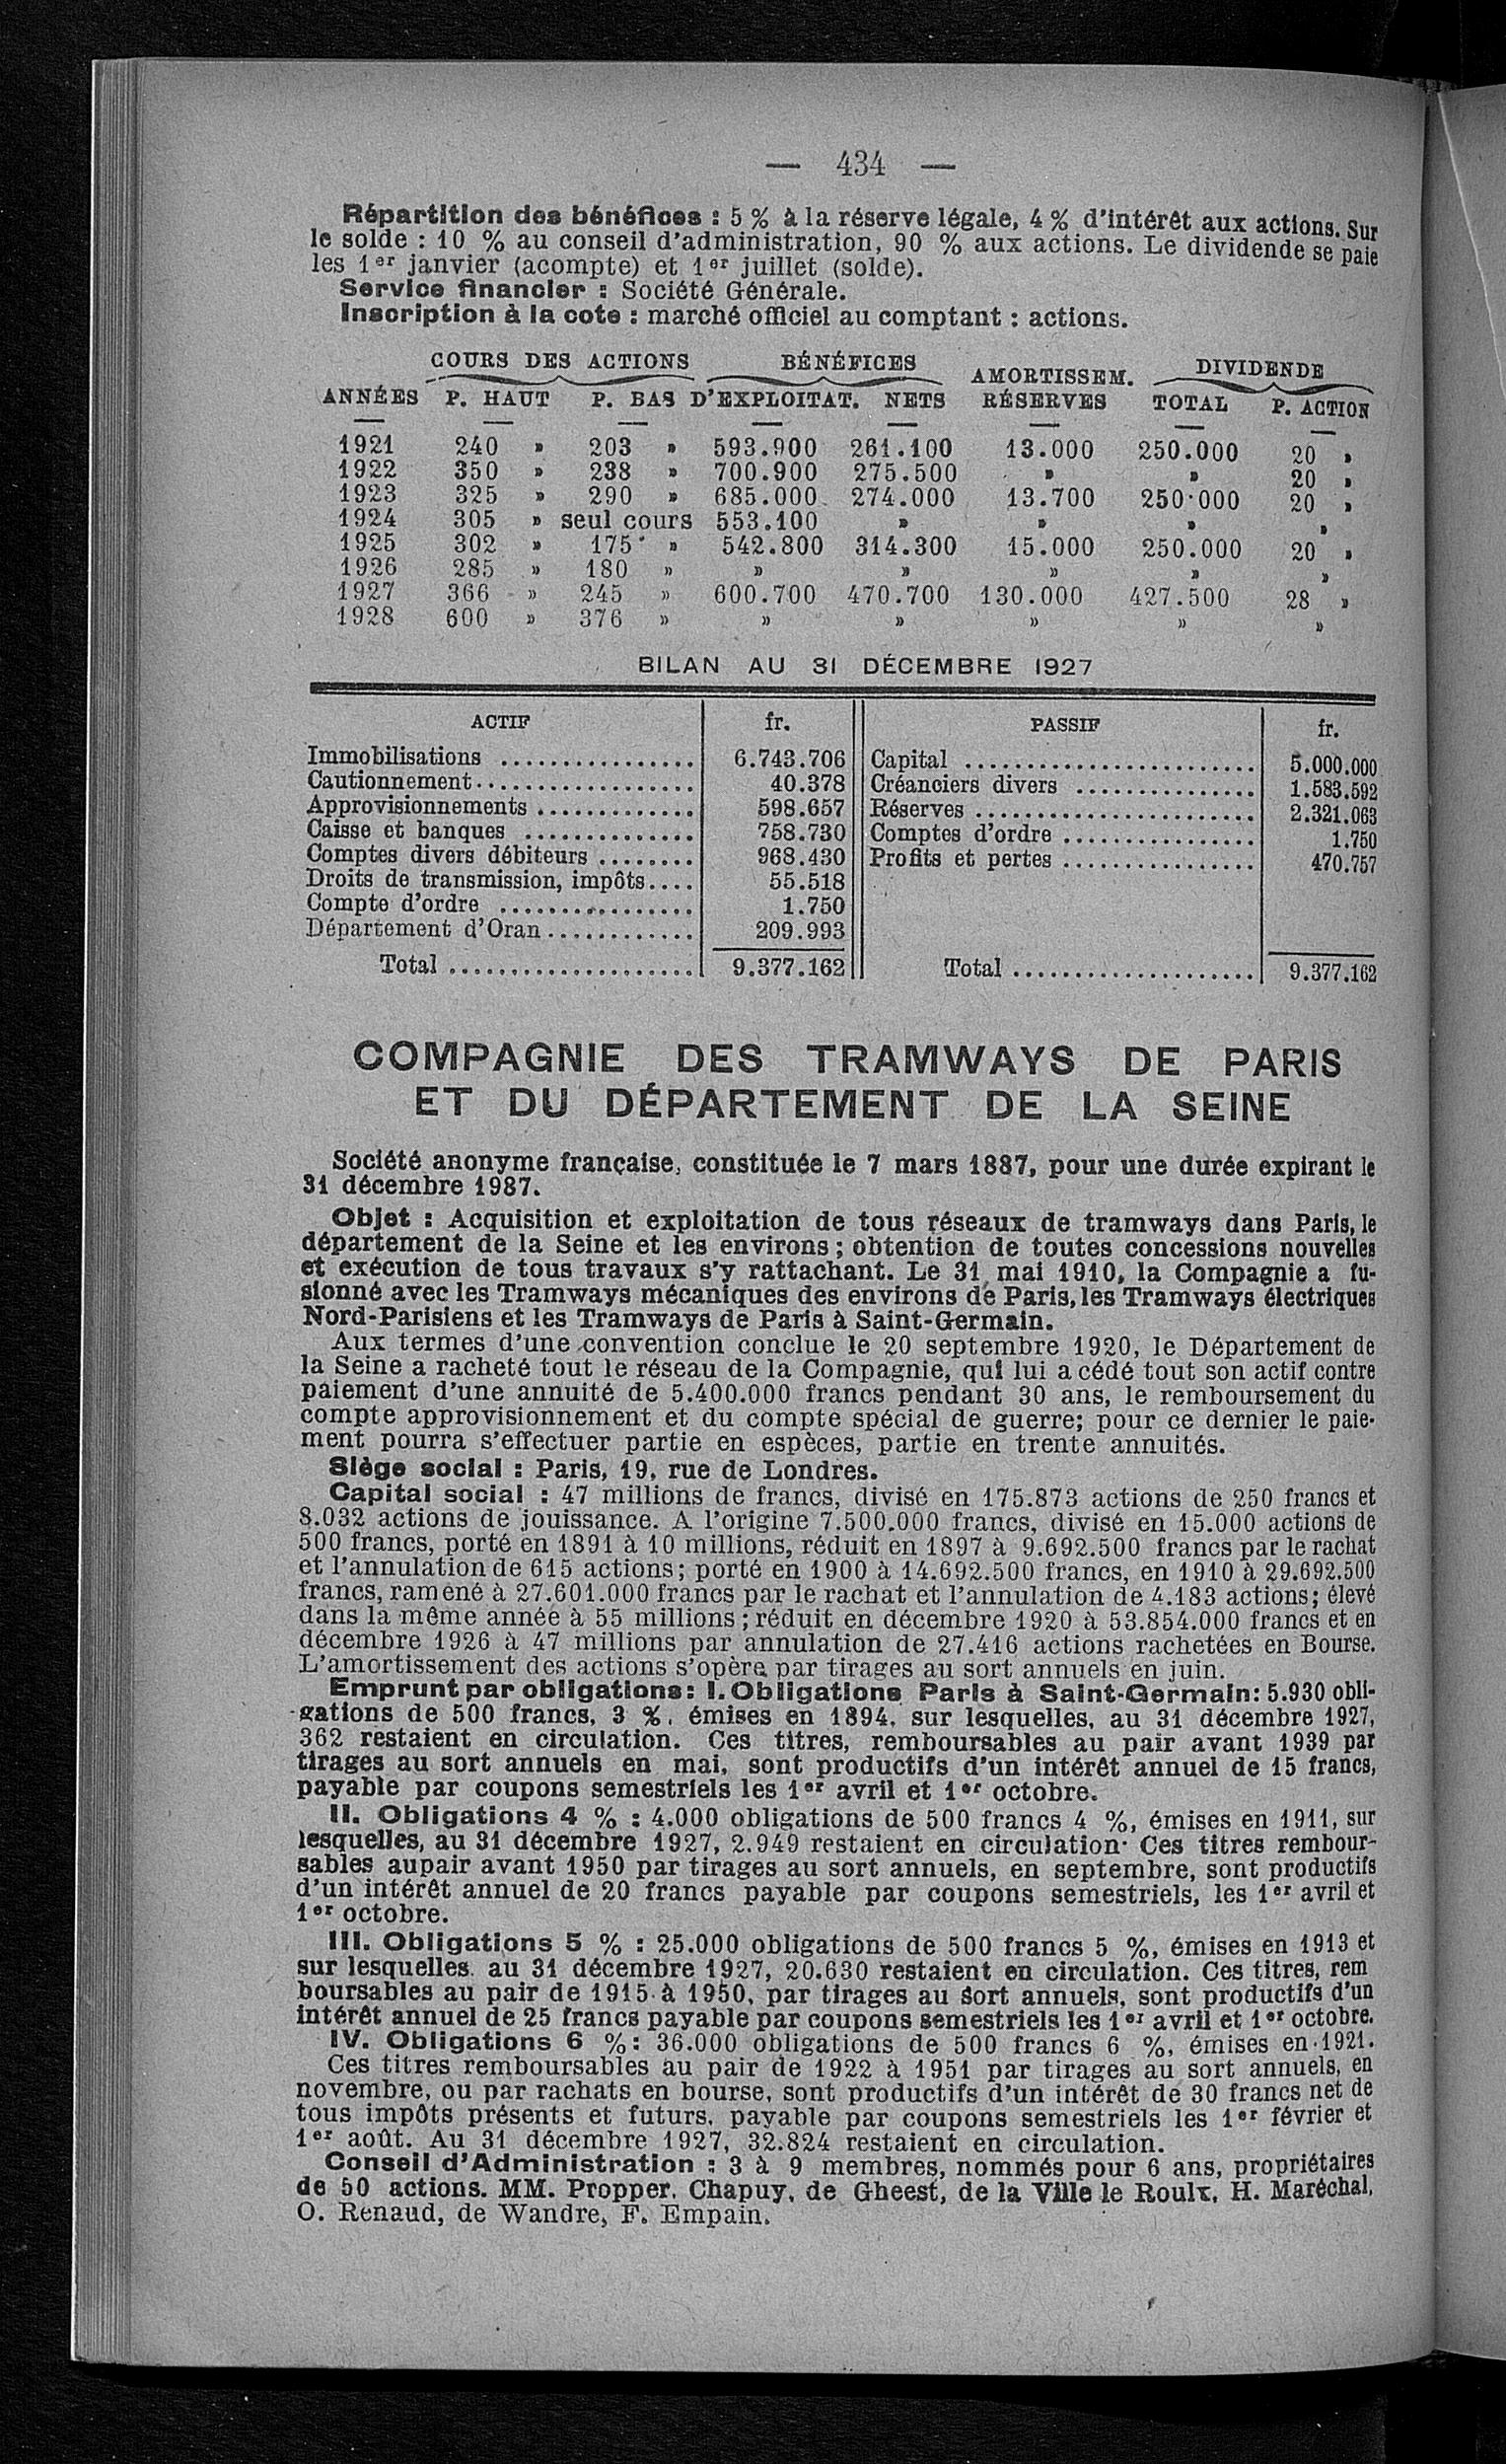 — 434 —
Répartition des bénéfices : 5 % à la réserve légale, 4 % d'intérêt aux actions. Sur
le solde : 10 % au conseil d'administration, 90 % aux actions. Le dividende se paie
les 1er janvier (acompte) et 1er juillet (solde).
Service financier : Société Générale.
Inscription à la cote : marché officiel au comptant : actions.
COURS DES ACTIONS BÉNÉFICES AMORTISSEM. DIVIDENDE
ANNÉES P. HAUT P. BAS D'EXPLOITAT. NETS RÉSERVES TOTAL P. ACTION
1921 240 » 203 » 593.900 261.100 13.000 250.000 20 »
1922 350 » 238 » 700.900 275.500 » » 20 »
1923 325 » 290 » 685.000 274.000 13.700 250.000 20 »
1924 305 » seul cours 553.100 » » » »
1925 302 » 175 » 542.800 314.300 15.000 250.000 20 »
1926 285 » 180 » » » » » »
1927 366 » 245 » 600.700 470.700 130.000 427.500 28 »
1928 600 » 376 » » » » » »
BILAN AU 31 DÉCEMBRE 1927
ACTIF fr. PASSIF fr.
Immobilisations ................ 6.743.706 Capital ........................ 5.000.000
Cautionnement.................. 40.378 Créanciers divers ............... 1.583.592
Approvisionnements ............. 598.657 Réserves ....................... 2.321.063
Caisse et banques .............. 758.730 Comptes d'ordre ................ 1.750
Comptes divers débiteurs ........ 968.430 Profits et pertes ................ 470.757
Droits de transmission, impôts.... 55.518
Compte d'ordre ................ 1.750
Département d'Oran............ 209.993
Total .................... 9.377.162 Total .................... 9.377.162
COMPAGNIE DES TRAMWAYS DE PARIS
ET DU DÉPARTEMENT DE LA SEINE
Société anonyme française, constituée le 7 mars 1887, pour une durée expirant le
31 décembre 1987.
Objet : Acquisition et exploitation de tous réseaux de tramways dans Paris, le
département de la Seine et les environs ; obtention de toutes concessions nouvelles
et exécution de tous travaux s'y rattachant. Le 31 mai 1910, la Compagnie a fu-
sionné avec les Tramways mécaniques des environs de Paris, les Tramways électriques
Nord-Parisiens et les Tramways de Paris à Saint-Germain.
Aux termes d'une convention conclue le 20 septembre 1920, le Département de
la Seine a racheté tout le réseau de la Compagnie, qui lui a cédé tout son actif contre
paiement d'une annuité de 5.400.000 francs pendant 30 ans, le remboursement du
compte approvisionnement et du compte spécial de guerre; pour ce dernier le paie-
ment pourra s'effectuer partie en espèces, partie en trente annuités.
Siège social : Paris, 19, rue de Londres.
Capital social : 47 millions de francs, divisé en 175.873 actions de 250 francs et
8.032 actions de jouissance. A l'origine 7.500.000 francs, divisé en 15.000 actions de
500 francs, porté en 1891 à 10 millions, réduit en 1897 à 9.692.500 francs par le rachat
et l'annulation de 615 actions; porté en 1900 à 14.692.500 francs, en 1910 à 29.692.500
francs, ramené à 27.601.000 francs par le rachat et l'annulation de 4.183 actions; élevé
dans la même année à 55 millions ; réduit en décembre 1920 à 53.854.000 francs et en
décembre 1926 à 47 millions par annulation de 27.416 actions rachetées en Bourse.
L'amortissement des actions s'opère par tirages au sort annuels en juin.
Emprunt par obligations: I. Obligations Paris à Saint-Germain: 5.930 obli-
gations de 500 francs, 3 %, émises en 1894, sur lesquelles, au 31 décembre 1927,
362 restaient en circulation. Ces titres, remboursables au pair avant 1939 par
tirages au sort annuels en mai, sont productifs d'un intérêt annuel de 15 francs,
payable par coupons semestriels les 1er avril et 1er octobre.
II. Obligations 4 % : 4.000 obligations de 500 francs 4 %, émises en 1911, sur
lesquelles, au 31 décembre 1927, 2.949 restaient en circulation. Ces titres rembour-
sables aupair avant 1950 par tirages au sort annuels, en septembre, sont productifs
d'un intérêt annuel de 20 francs payable par coupons semestriels, les 1er avril et
1er octobre.
III. Obligations 5 % : 25.000 obligations de 500 francs 5 %, émises en 1913 et
sur lesquelles, au 31 décembre 1927, 20.630 restaient en circulation. Ces titres, rem
boursables au pair de 1915 à 1950, par tirages au sort annuels, sont productifs d'un
intérêt annuel de 25 francs payable par coupons semestriels les 1er avril et 1er octobre.
IV. Obligations 6 %: 36.000 obligations de 500 francs 6 %, émises en 1921.
Ces titres remboursables au pair de 1922 à 1951 par tirages au sort annuels, en
novembre, ou par rachats en bourse, sont productifs d'un intérêt de 30 francs net de
tous impôts présents et futurs, payable par coupons semestriels les 1er février et
1er août. Au 31 décembre 1927, 32.824 restaient en circulation.
Conseil d'Administration : 3 à 9 membres, nommés pour 6 ans, propriétaires
de 50 actions. MM. Propper, Chapuy, de Gheest, de la Ville le Roulx, H. Maréchal,
O. Renaud, de Wandre, F. Empain.